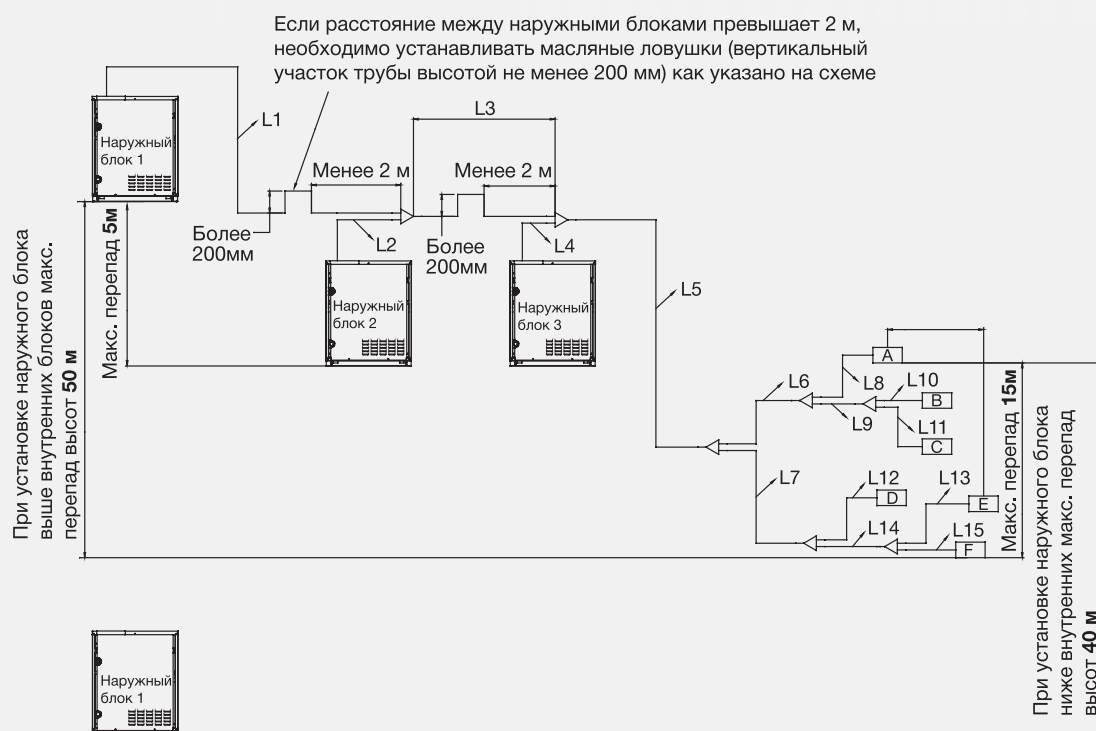 Если расстояние между наружными блоками превышает 2 м,
необходимо устанавливать масляные ловушки (вертикальный
участок трубы высотой не менее 200 мм) как указано на схеме
L1
L3
Наружный
блок 1
Менее 2 м
Менее 2 м
Более
200мм
L2
Более
200мм
L4
Макс. перепад 5м
При установке наружного блока
выше внутренних блоков макс.
перепад высот 50 м
Наружный
блок 2
Наружный
блок 3
L5
A
L6
L8
L10
B
L9
L11
C
L7
L12
D
L13
E
L14
L15
F
Макс. перепад 15м
При установке наружного блока
ниже внутренних макс. перепад
высот 40 м
Наружный
блок 1